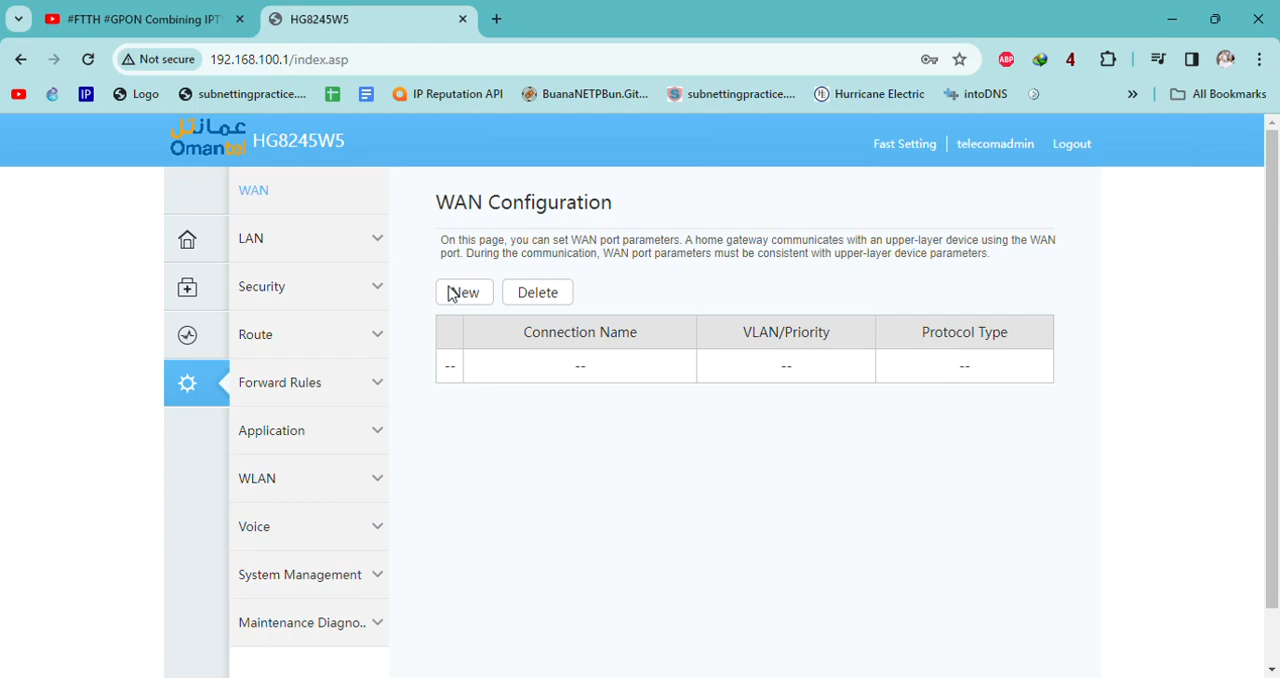 #FTTH #GPON Combining IPT
HG8245W5
Not secure
192.168.100.1/index.asp
ABP
4
IP
Logo
subnettingpractice....
IP Reputation API
BuanaNETPBun.Git...
subnettingpractice....
HE
Hurricane Electric
intoDNS
»
All Bookmarks
عمانتل
Omantel
HG8245W5
Fast Setting
telecomadmin
Logout
WAN
LAN
Security
Route
Forward Rules
Application
WLAN
Voice
System Management
Maintenance Diagno..
WAN Configuration
On this page, you can set WAN port parameters. A home gateway communicates with an upper-layer device using the WAN
port. During the communication, WAN port parameters must be consistent with upper-layer device parameters.
New
Delete
Connection Name
VLAN/Priority
Protocol Type
--
--
--
--